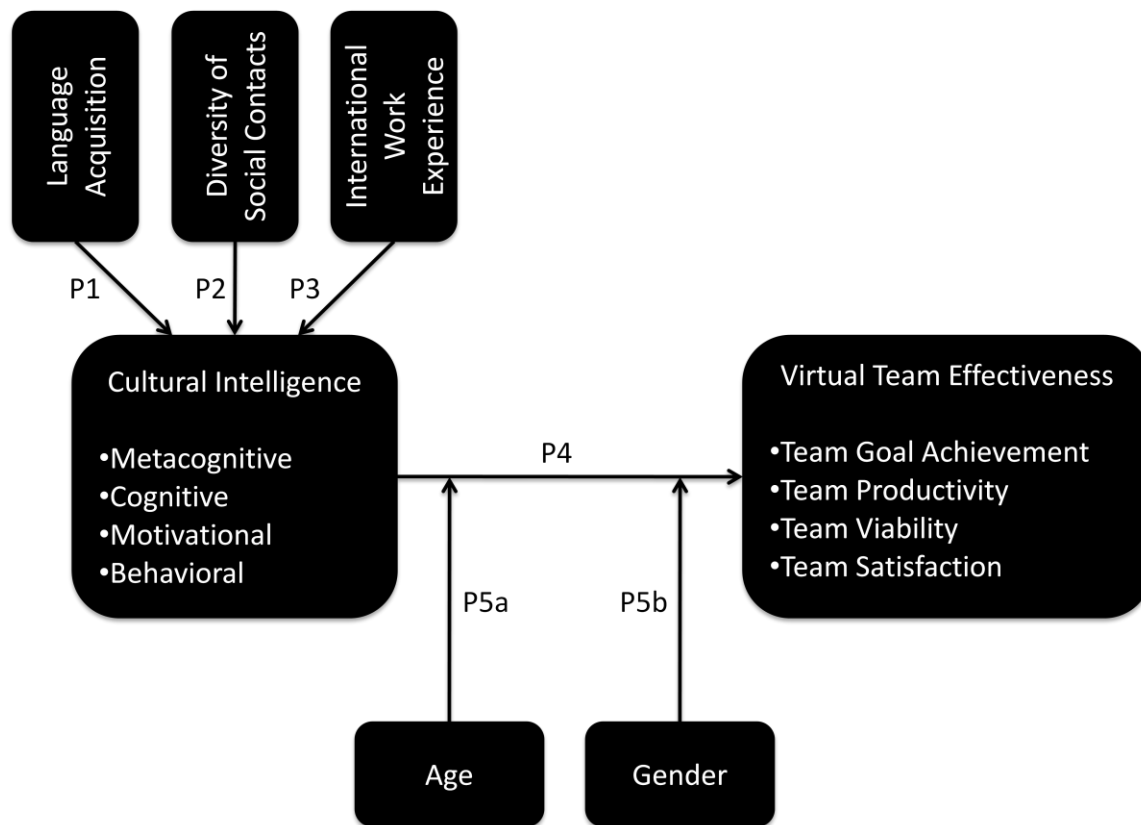 Language
Acquisition
Diversity of
Social Contacts
International
Work
Experience
P1
P2
P3
Cultural Intelligence
•Metacognitive
•Cognitive
•Motivational
•Behavioral
P4
Virtual Team Effectiveness
•Team Goal Achievement
•Team Productivity
•Team Viability
•Team Satisfaction
P5a
P5b
Age
Gender